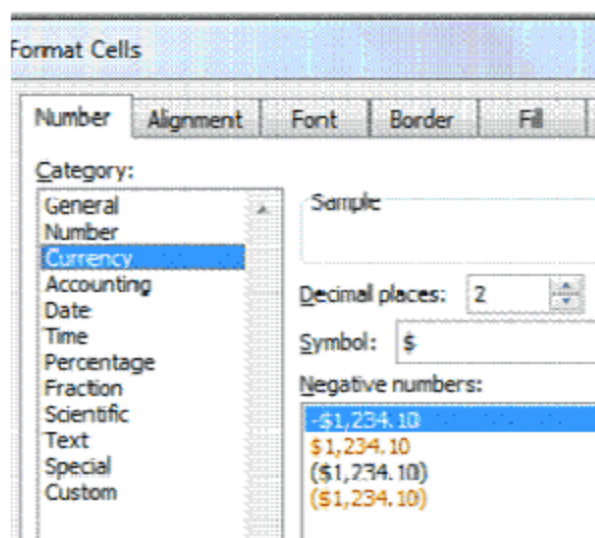 Format Cells
Number Alignment Font Border Fill
Category:
General
Number
Currency
Accounting
Date
Time
Percentage
Fraction
Scientific
Text
Special
Custom
Sample
Decimal places: 2
Symbol: $
Negative numbers:
-$1,234.10
$1,234.10
($1,234.10)
($1,234.10)